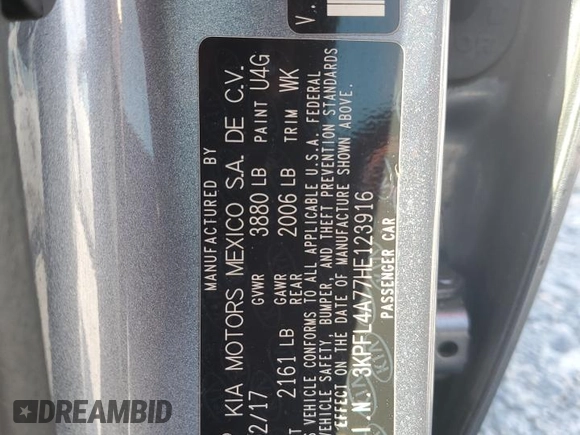 MANUFACTURED BY
KIA MOTORS MEXICO S.A. DE C.V.
2/17 GVWR 3880 LB PAINT U4G
2161 LB GAWR REAR 2006 LB TRIM WK
VEHICLE CONFORMS TO ALL APPLICABLE U.S.A. FEDERAL
VEHICLE SAFETY, BUMPER, AND THEFT PREVENTION STANDARDS
EFFECT ON THE DATE OF MANUFACTURE SHOWN ABOVE.
I.N. 3KPFL4A77HE123916
PASSENGER CAR
DREAMBID